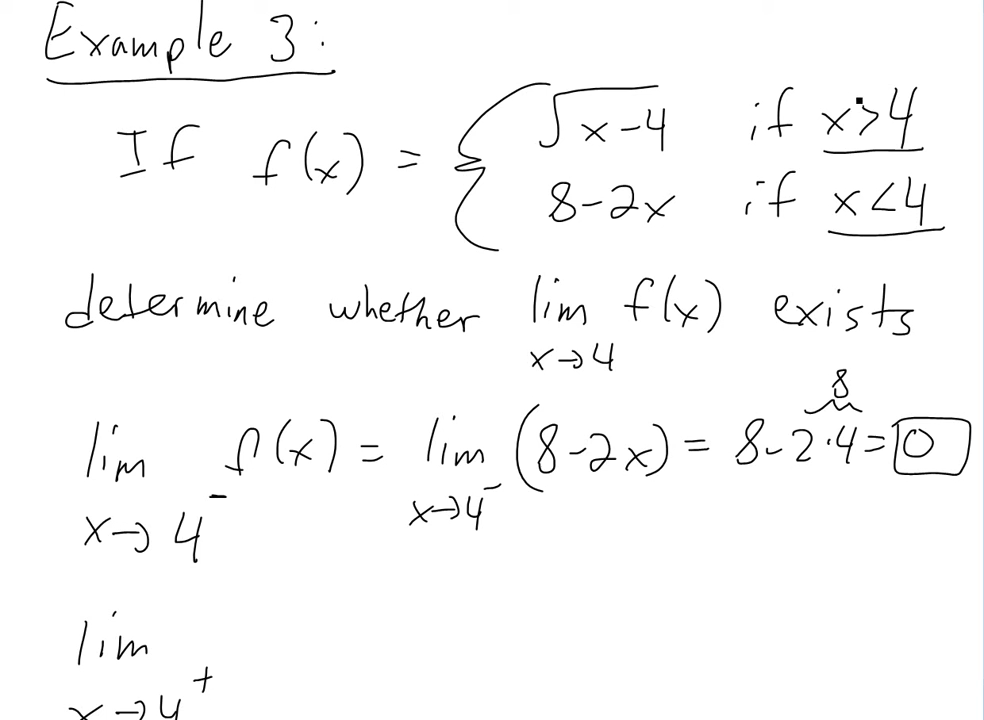 Example 3:
If f(x) = { √x-4 if x>4
8-2x if x<4
determine whether lim f(x) exists
x→4
8
lim f(x) = lim (8-2x) = 8-2·4 = 0
x→4⁻ x→4⁻
lim
x→4⁺